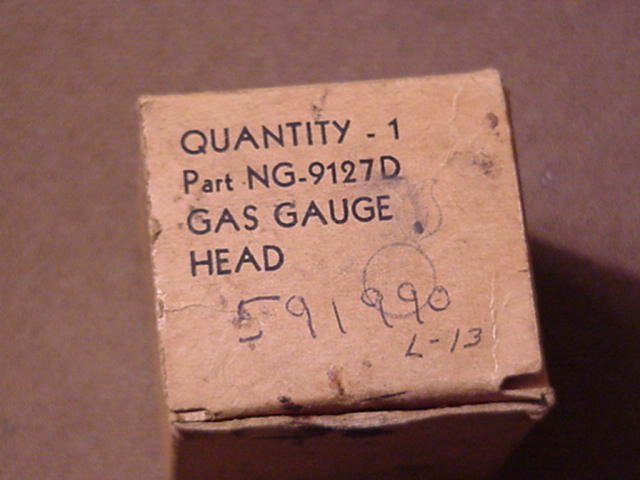 QUANTITY - 1
Part NG-9127D
GAS GAUGE
HEAD
591990
L-13